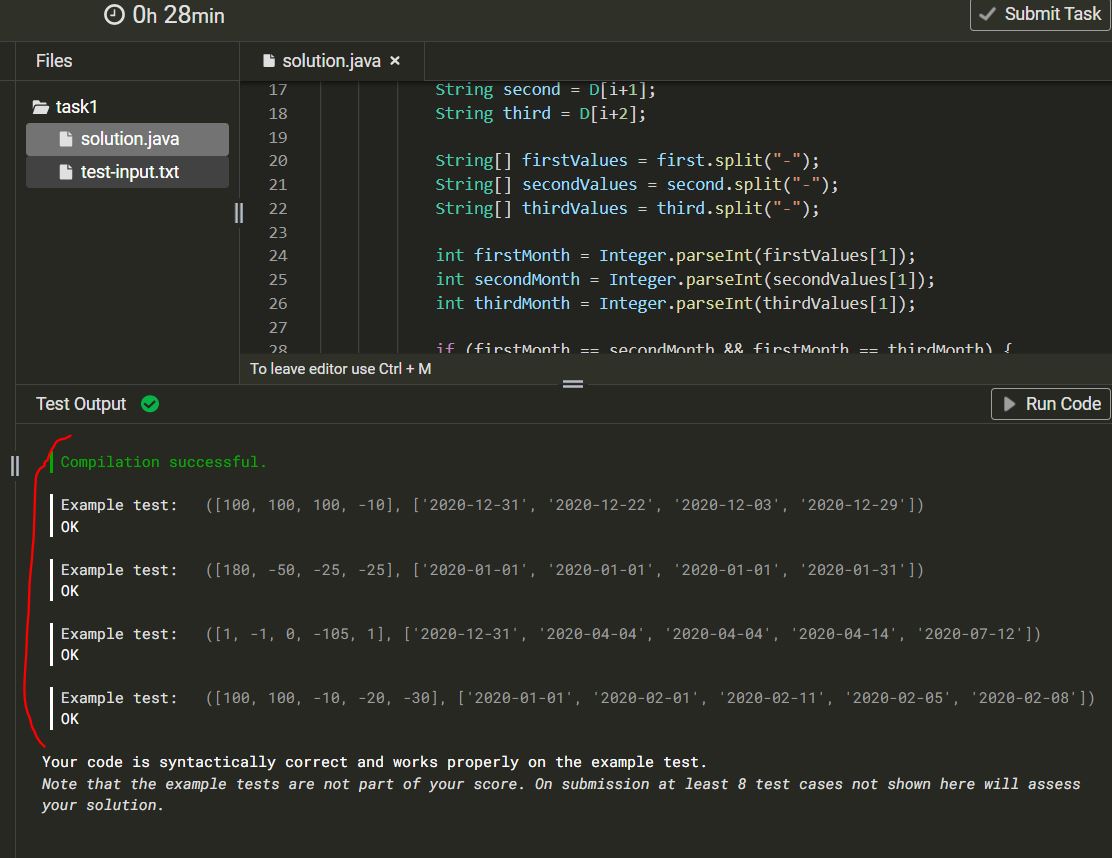 0h 28min
Submit Task
Files
solution.java ×
task1
solution.java
test-input.txt
17 String second = D[i+1];
18 String third = D[i+2];
19
20 String[] firstValues = first.split("-");
21 String[] secondValues = second.split("-");
22 String[] thirdValues = third.split("-");
23
24 int firstMonth = Integer.parseInt(firstValues[1]);
25 int secondMonth = Integer.parseInt(secondValues[1]);
26 int thirdMonth = Integer.parseInt(thirdValues[1]);
27
28 if (firstMonth == secondMonth && firstMonth == thirdMonth) {
To leave editor use Ctrl + M
Test Output
Run Code
Compilation successful.
Example test: ([100, 100, 100, -10], ['2020-12-31', '2020-12-22', '2020-12-03', '2020-12-29'])
OK
Example test: ([180, -50, -25, -25], ['2020-01-01', '2020-01-01', '2020-01-01', '2020-01-31'])
OK
Example test: ([1, -1, 0, -105, 1], ['2020-12-31', '2020-04-04', '2020-04-04', '2020-04-14', '2020-07-12'])
OK
Example test: ([100, 100, -10, -20, -30], ['2020-01-01', '2020-02-01', '2020-02-11', '2020-02-05', '2020-02-08'])
OK
Your code is syntactically correct and works properly on the example test.
Note that the example tests are not part of your score. On submission at least 8 test cases not shown here will assess
your solution.